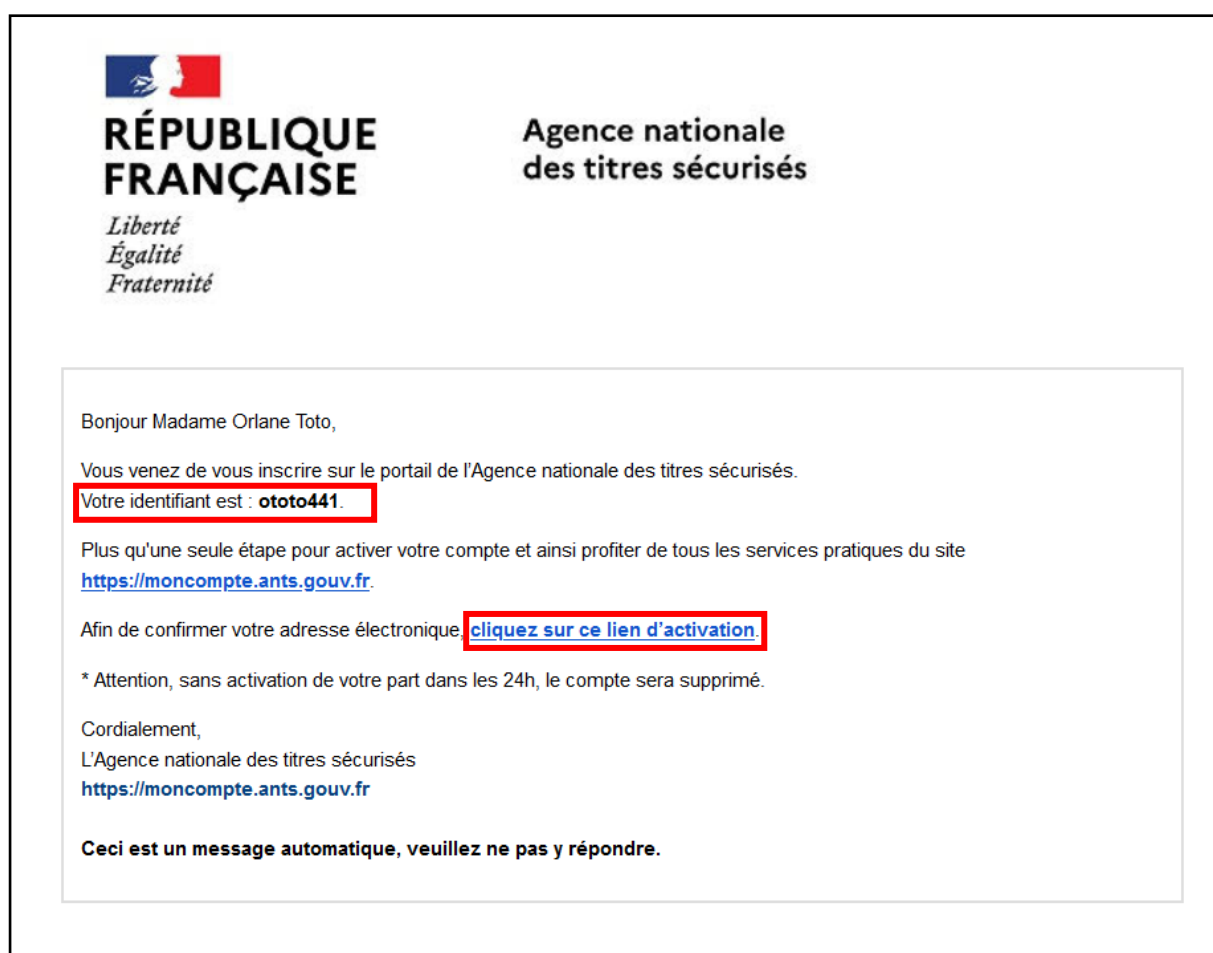 RÉPUBLIQUE
FRANÇAISE
Liberté
Égalité
Fraternité
Agence nationale
des titres sécurisés
Bonjour Madame Orlane Toto,
Vous venez de vous inscrire sur le portail de l'Agence nationale des titres sécurisés.
Votre identifiant est : ototo441.
Plus qu'une seule étape pour activer votre compte et ainsi profiter de tous les services pratiques du site
https://moncompte.ants.gouv.fr.
Afin de confirmer votre adresse électronique, cliquez sur ce lien d’activation.
* Attention, sans activation de votre part dans les 24h, le compte sera supprimé.
Cordialement,
L’Agence nationale des titres sécurisés
https://moncompte.ants.gouv.fr
Ceci est un message automatique, veuillez ne pas y répondre.